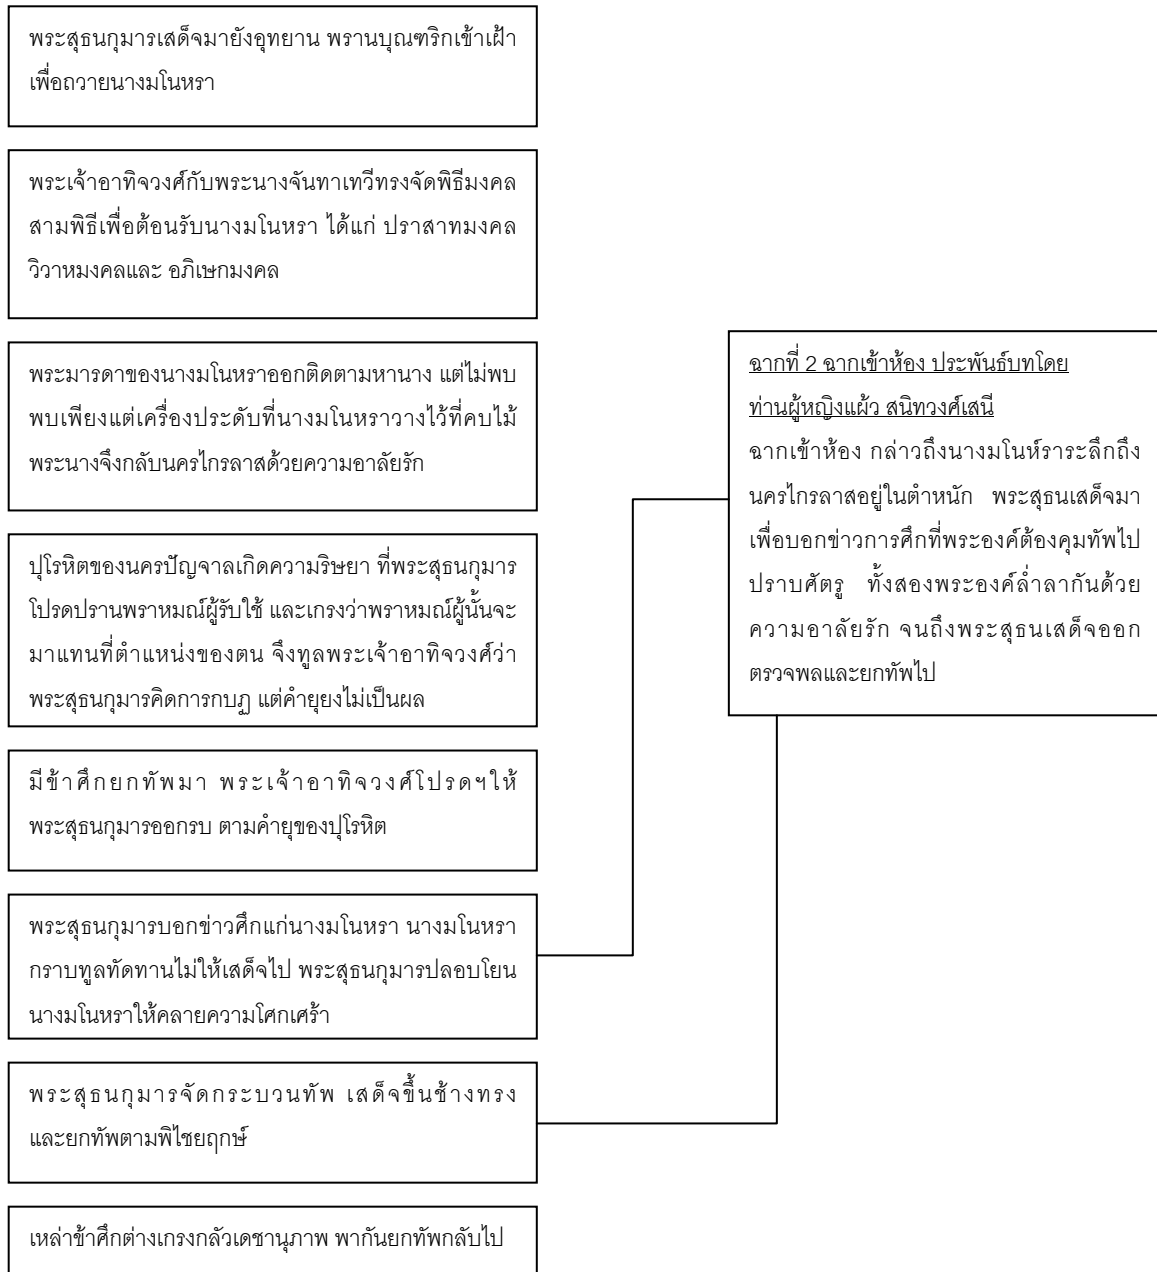 พระสุธนกุมารเสด็จมายังอุทยาน พรานบุณฑริกเข้าเฝ้า
เพื่อถวายนางมโนหรา
พระเจ้าอาทิจวงศ์กับพระนางจันทาเทวีทรงจัดพิธีมงคล
สามพิธีเพื่อต้อนรับนางมโนหรา ได้แก่ ปราสาทมงคล
วิวาหมงคลและ อภิเษกมงคล
พระมารดาของนางมโนหราออกติดตามหานาง แต่ไม่พบ
พบเพียงแต่เครื่องประดับที่นางมโนหราวางไว้ที่คบไม้
พระนางจึงกลับนครไกรลาสด้วยความอาลัยรัก
ปุโรหิตของนครปัญจาลเกิดความริษยา ที่พระสุธนกุมาร
โปรดปรานพราหมณ์ผู้รับใช้ และเกรงว่าพราหมณ์ผู้นั้นจะ
มาแทนที่ตำแหน่งของตน จึงทูลพระเจ้าอาทิจวงศ์ว่า
พระสุธนกุมารคิดการกบฏ แต่คำยุยงไม่เป็นผล
มีข้าศึกยกทัพมา พระเจ้าอาทิจวงศ์โปรดฯให้
พระสุธนกุมารออกรบ ตามคำยุของปุโรหิต
พระสุธนกุมารบอกข่าวศึกแก่นางมโนหรา นางมโนหรา
กราบทูลทัดทานไม่ให้เสด็จไป พระสุธนกุมารปลอบโยน
นางมโนหราให้คลายความโศกเศร้า
พระสุธนกุมารจัดกระบวนทัพ เสด็จขึ้นช้างทรง
และยกทัพตามพิไชยฤกษ์
เหล่าข้าศึกต่างเกรงกลัวเดชานุภาพ พากันยกทัพกลับไป
ฉากที่ 2 ฉากเข้าห้อง ประพันธ์บทโดย
ท่านผู้หญิงแผ้ว สนิทวงศ์เสนี
ฉากเข้าห้อง กล่าวถึงนางมโนห์ราระลึกถึง
นครไกรลาสอยู่ในตำหนัก พระสุธนเสด็จมา
เพื่อบอกข่าวการศึกที่พระองค์ต้องคุมทัพไป
ปราบศัตรู ทั้งสองพระองค์ล่ำลากันด้วย
ความอาลัยรัก จนถึงพระสุธนเสด็จออก
ตรวจพลและยกทัพไป